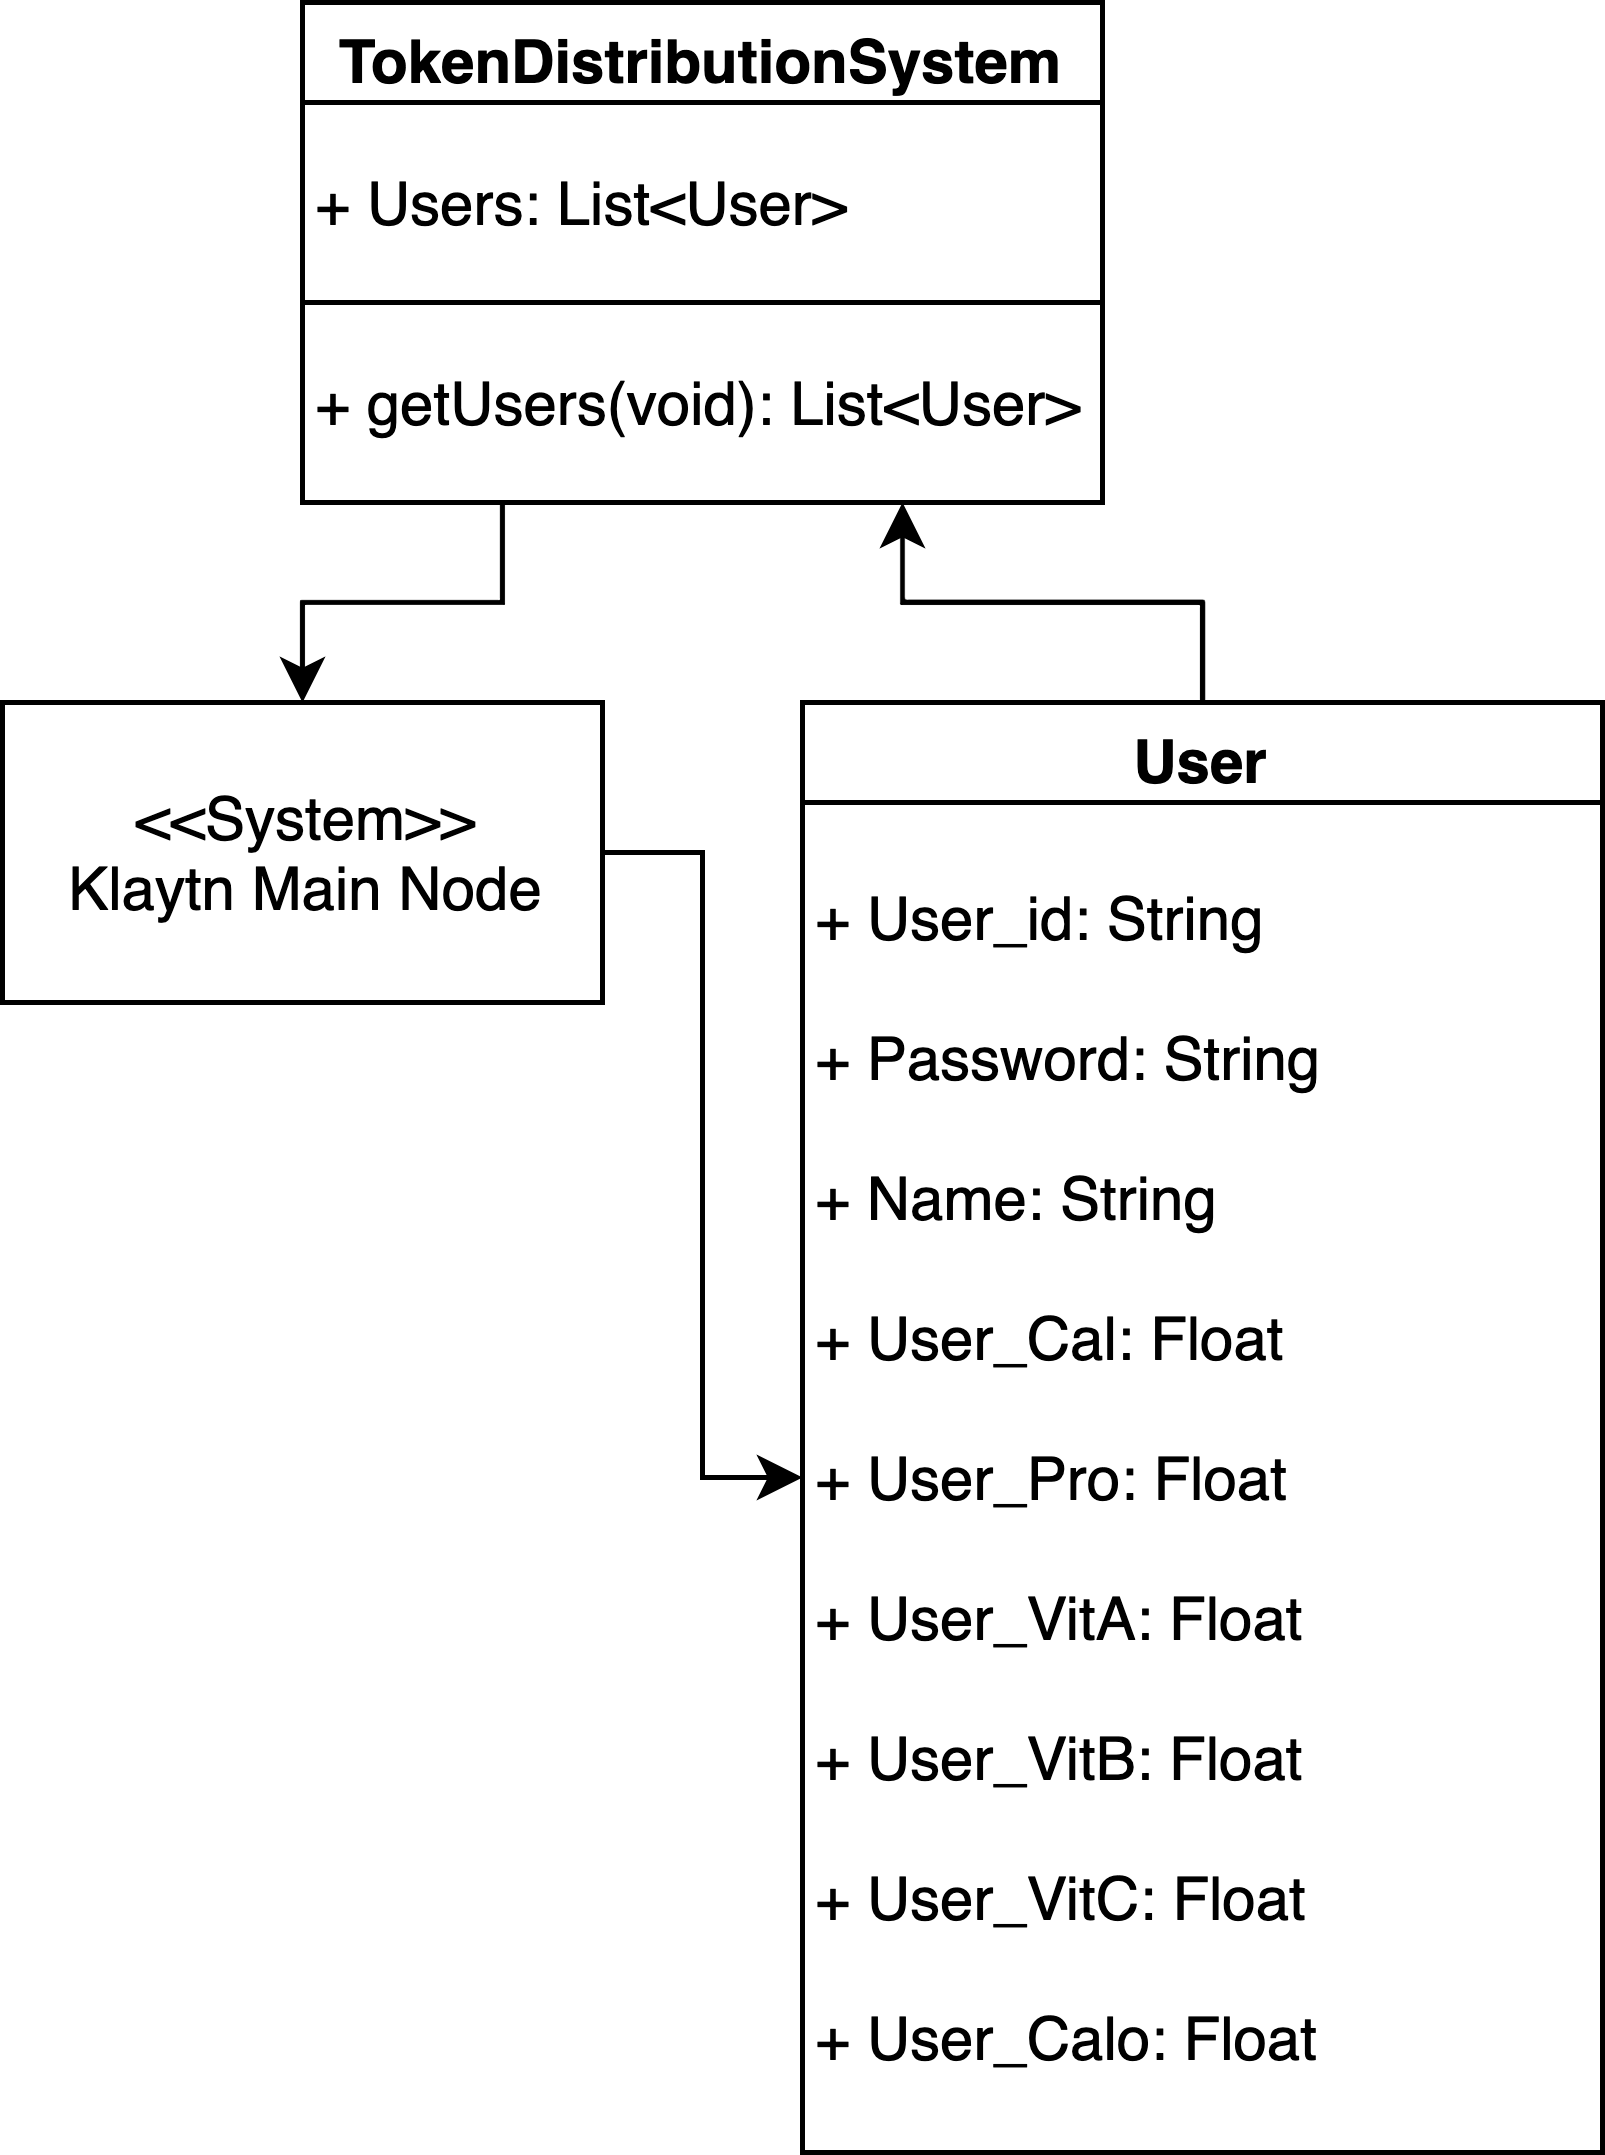 TokenDistributionSystem
+ Users: List<User>
+ getUsers(void): List<User>
<<System>>
Klaytn Main Node
User
+ User_id: String
+ Password: String
+ Name: String
+ User_Cal: Float
+ User_Pro: Float
+ User_VitA: Float
+ User_VitB: Float
+ User_VitC: Float
+ User_Calo: Float